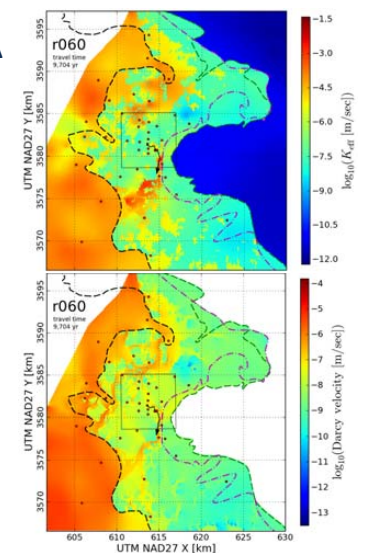 A
r060
travel time
9,704 yr
3595
3590
3585
3580
3575
3570
UTM NAD27 Y [km]
−1.5
−3.0
−4.5
−6.0
−7.5
−9.0
−10.5
−12.0
log₁₀(K_eff [m/sec])
r060
travel time
9,704 yr
3595
3590
3585
3580
3575
3570
UTM NAD27 Y [km]
605 610 615 620 625 630
UTM NAD27 X [km]
−4
−5
−6
−7
−8
−9
−10
−11
−12
−13
log₁₀(Darcy velocity [m/sec])